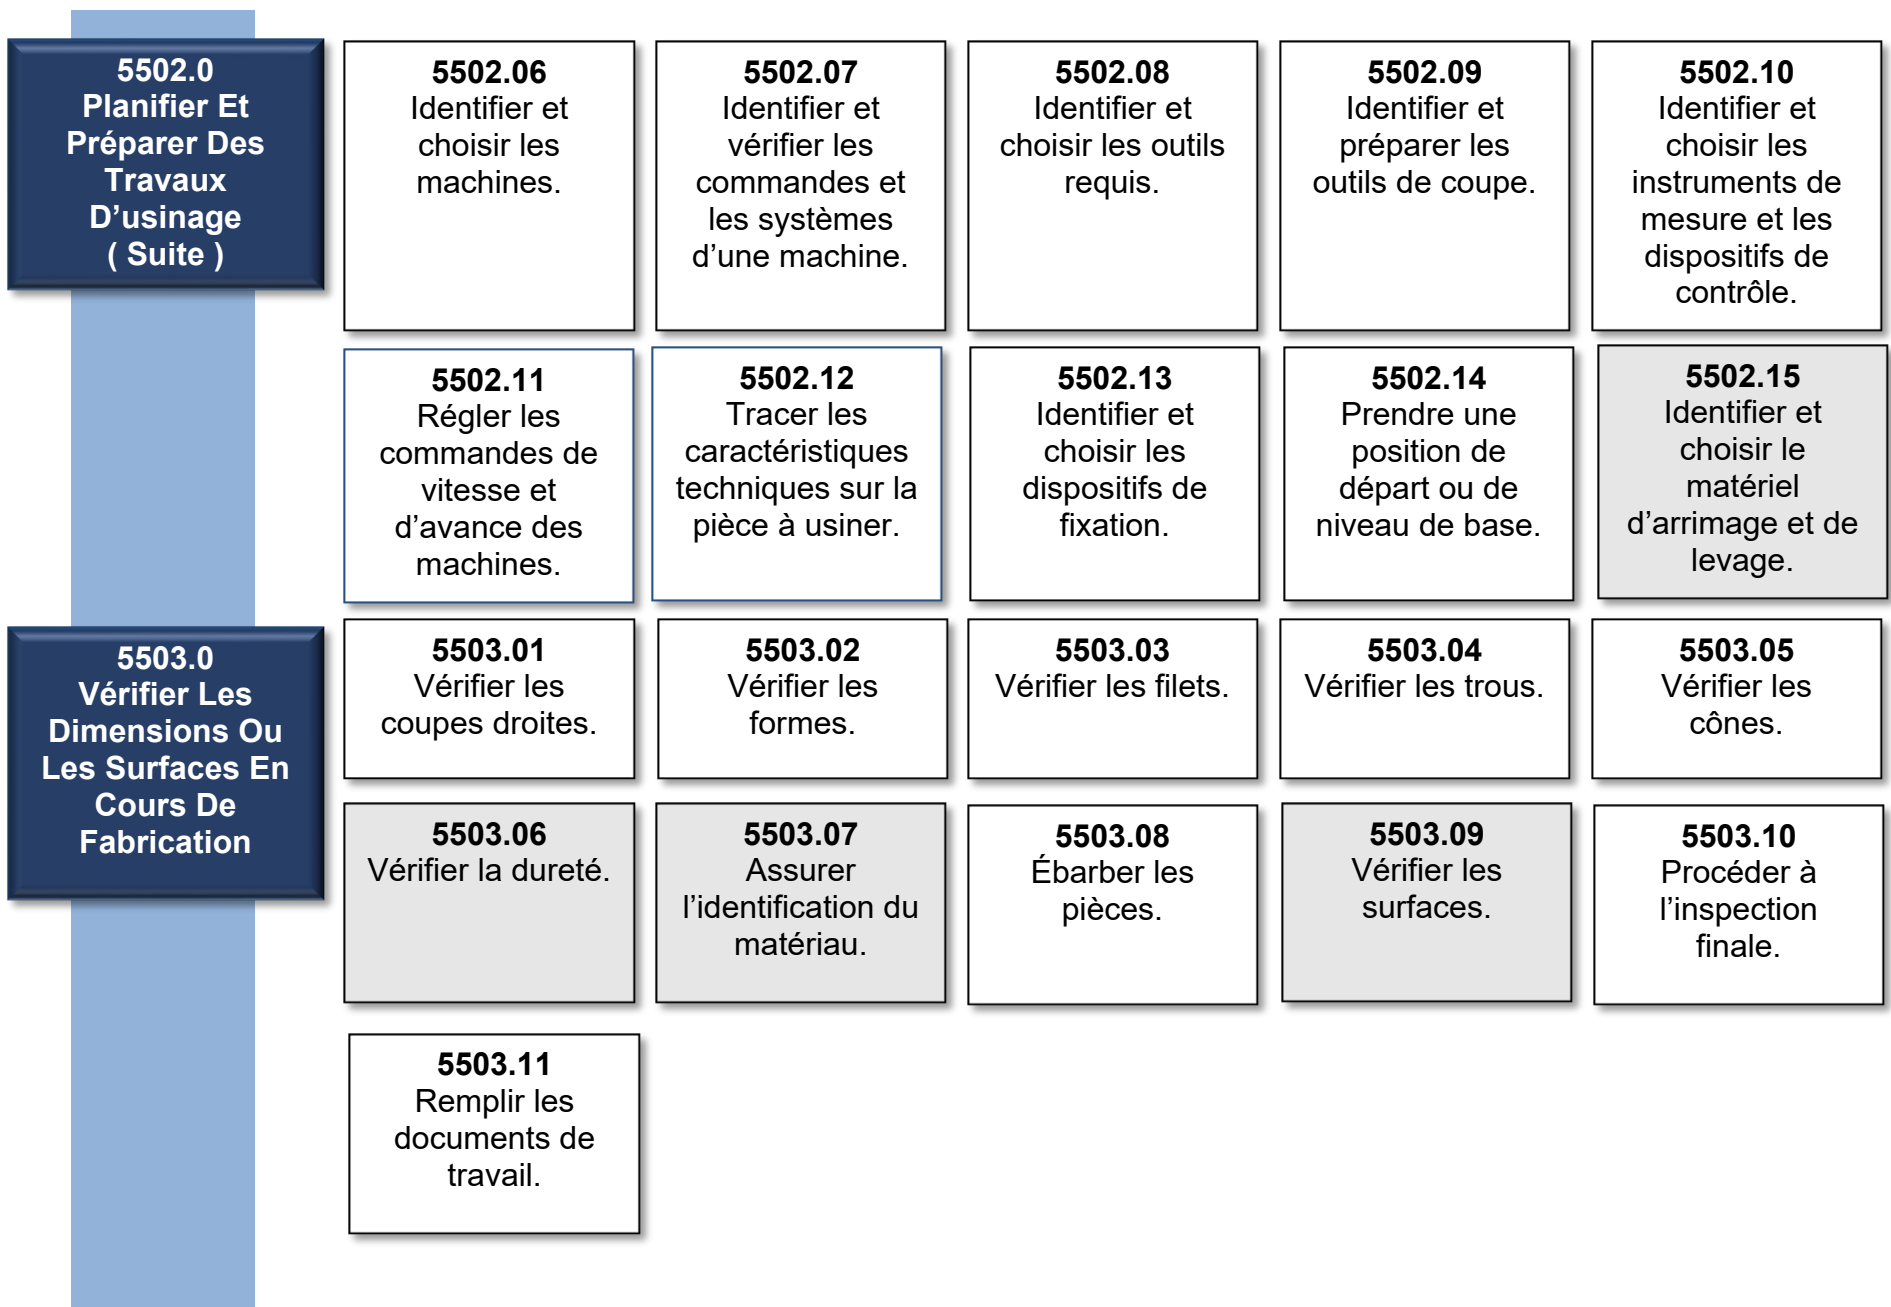 5502.0
Planifier Et
Préparer Des
Travaux
D’usinage
( Suite )
5502.06
Identifier et
choisir les
machines.
5502.07
Identifier et
vérifier les
commandes et
les systèmes
d’une machine.
5502.08
Identifier et
choisir les outils
requis.
5502.09
Identifier et
préparer les
outils de coupe.
5502.10
Identifier et
choisir les
instruments de
mesure et les
dispositifs de
contrôle.
5502.11
Régler les
commandes de
vitesse et
d’avance des
machines.
5502.12
Tracer les
caractéristiques
techniques sur la
pièce à usiner.
5502.13
Identifier et
choisir les
dispositifs de
fixation.
5502.14
Prendre une
position de
départ ou de
niveau de base.
5502.15
Identifier et
choisir le
matériel
d’arrimage et de
levage.
5503.0
Vérifier Les
Dimensions Ou
Les Surfaces En
Cours De
Fabrication
5503.01
Vérifier les
coupes droites.
5503.02
Vérifier les
formes.
5503.03
Vérifier les filets.
5503.04
Vérifier les trous.
5503.05
Vérifier les
cônes.
5503.06
Vérifier la dureté.
5503.07
Assurer
l’identification du
matériau.
5503.08
Ébarber les
pièces.
5503.09
Vérifier les
surfaces.
5503.10
Procéder à
l’inspection
finale.
5503.11
Remplir les
documents de
travail.